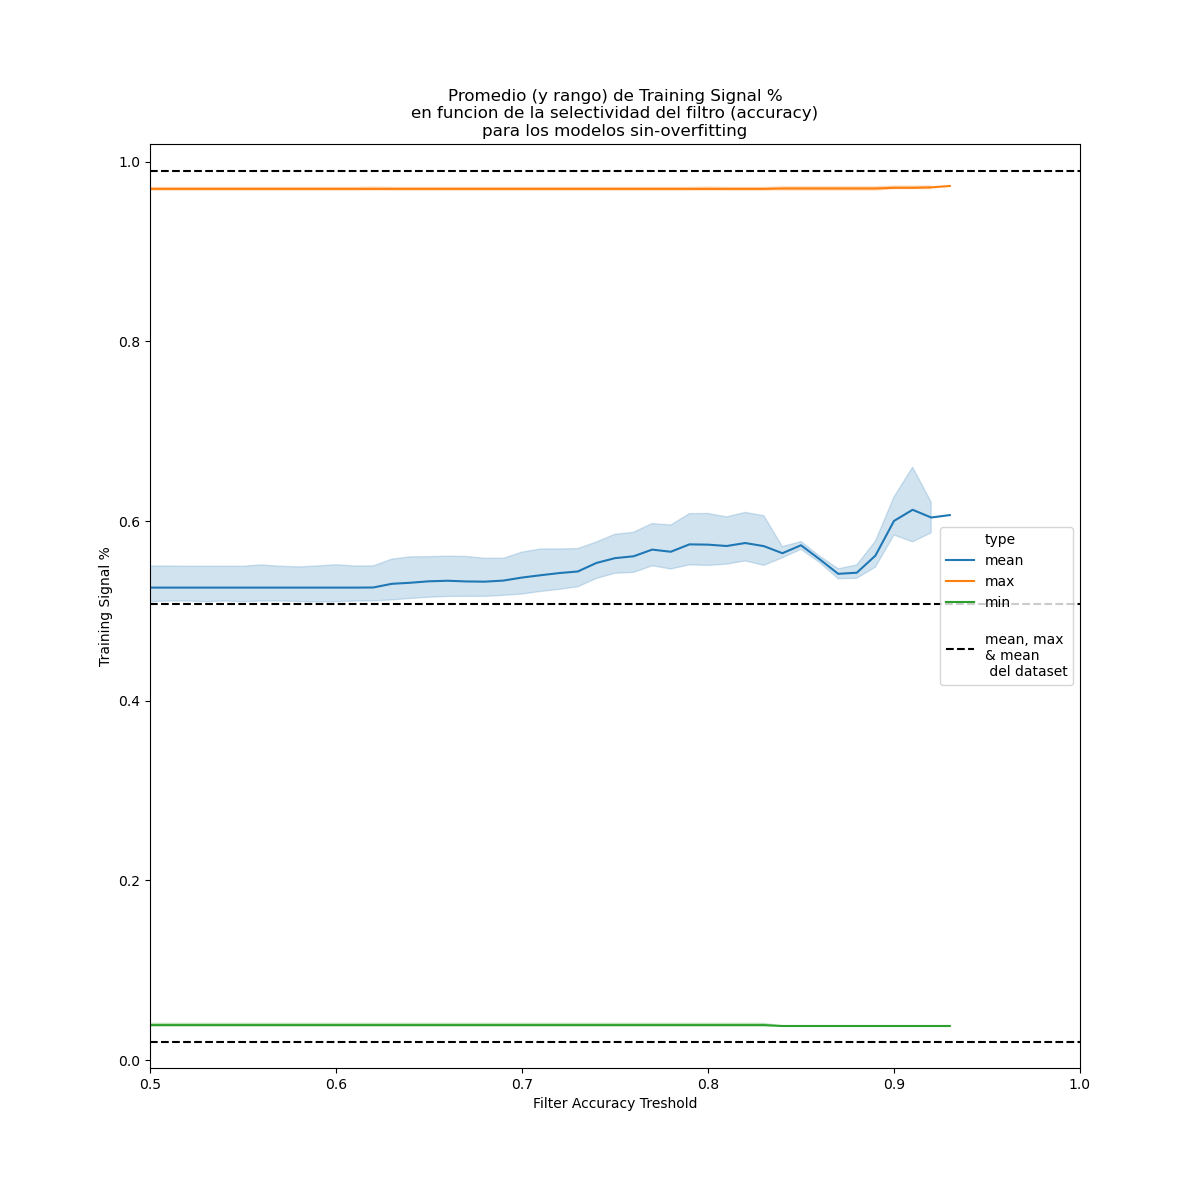 Promedio (y rango) de Training Signal %
en funcion de la selectividad del filtro (accuracy)
para los modelos sin-overfitting
1.0
0.8
0.6
0.4
0.2
0.0
Training Signal %
0.5
0.6
0.7
0.8
0.9
1.0
Filter Accuracy Treshold
type
mean
max
min
mean, max
& mean
del dataset